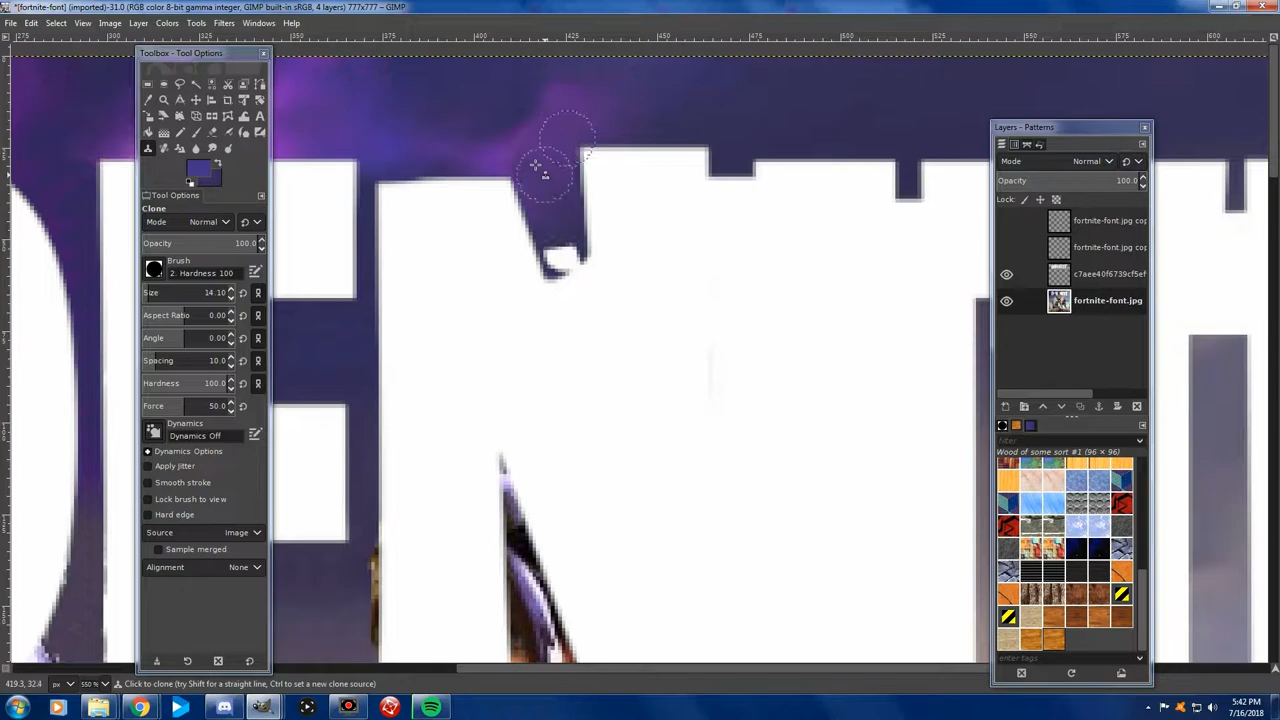 *[fortnite-font] (imported)-31.0 (RGB color 8-bit gamma integer, GIMP built-in sRGB, 4 layers) 777x777 – GIMP
File Edit Select View Image Layer Colors Tools Filters Windows Help
Toolbox - Tool Options
Tool Options
Clone
Mode Normal
Opacity 100.0
Brush
2. Hardness 100
Size 14.10
Aspect Ratio 0.00
Angle 0.00
Spacing 10.0
Hardness 100.0
Force 50.0
Dynamics
Dynamics Off
Dynamics Options
Apply jitter
Smooth stroke
Lock brush to view
Hard edge
Source Image
Sample merged
Alignment None
Layers - Patterns
Mode Normal
Opacity 100.0
Lock:
fortnite-font.jpg cop
fortnite-font.jpg cop
c7aee40f6739cf5ef
fortnite-font.jpg
filter
Wood of some sort #1 (96 × 96)
enter tags
419.3, 32.4 px 550 % Click to clone (try Shift for a straight line, Ctrl to set a new clone source)
5:42 PM
7/16/2018